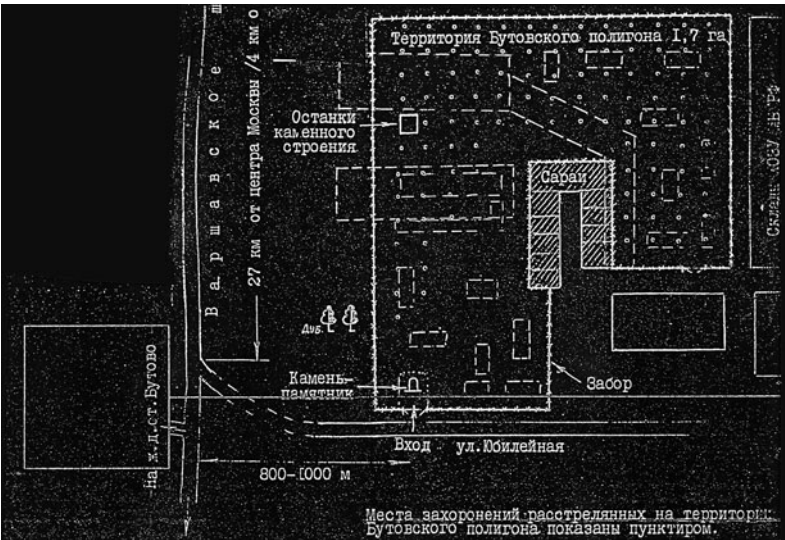 Территория Бутовского полигона 1,7 га
Варшавское ш
27 км от центра Москвы /4 км о
Останки
каменного
строения
Сараи
Дуб.
Камень-
памятник
Забор
На ж.д.ст.Бутово
Вход
ул.Юбилейная
800-1000 м
Места захоронений расстрелянных на территории
Бутовского полигона показаны пунктиром.